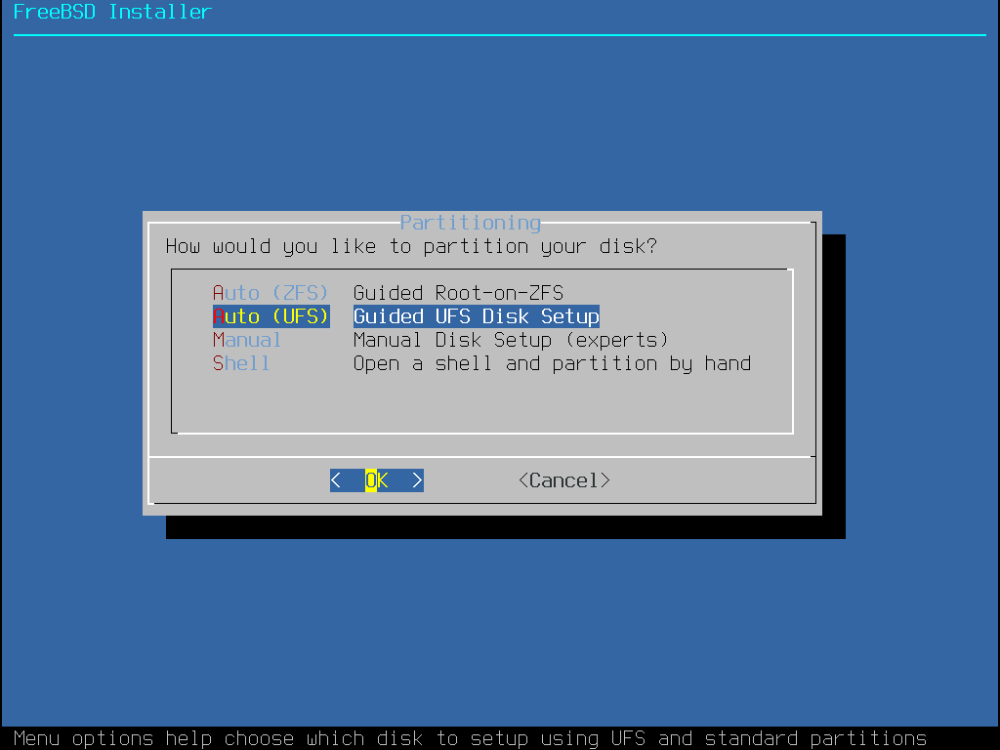 FreeBSD Installer
Partitioning
How would you like to partition your disk?
Auto (ZFS) Guided Root-on-ZFS
Auto (UFS) Guided UFS Disk Setup
Manual Manual Disk Setup (experts)
Shell Open a shell and partition by hand
< OK > <Cancel>
Menu options help choose which disk to setup using UFS and standard partitions